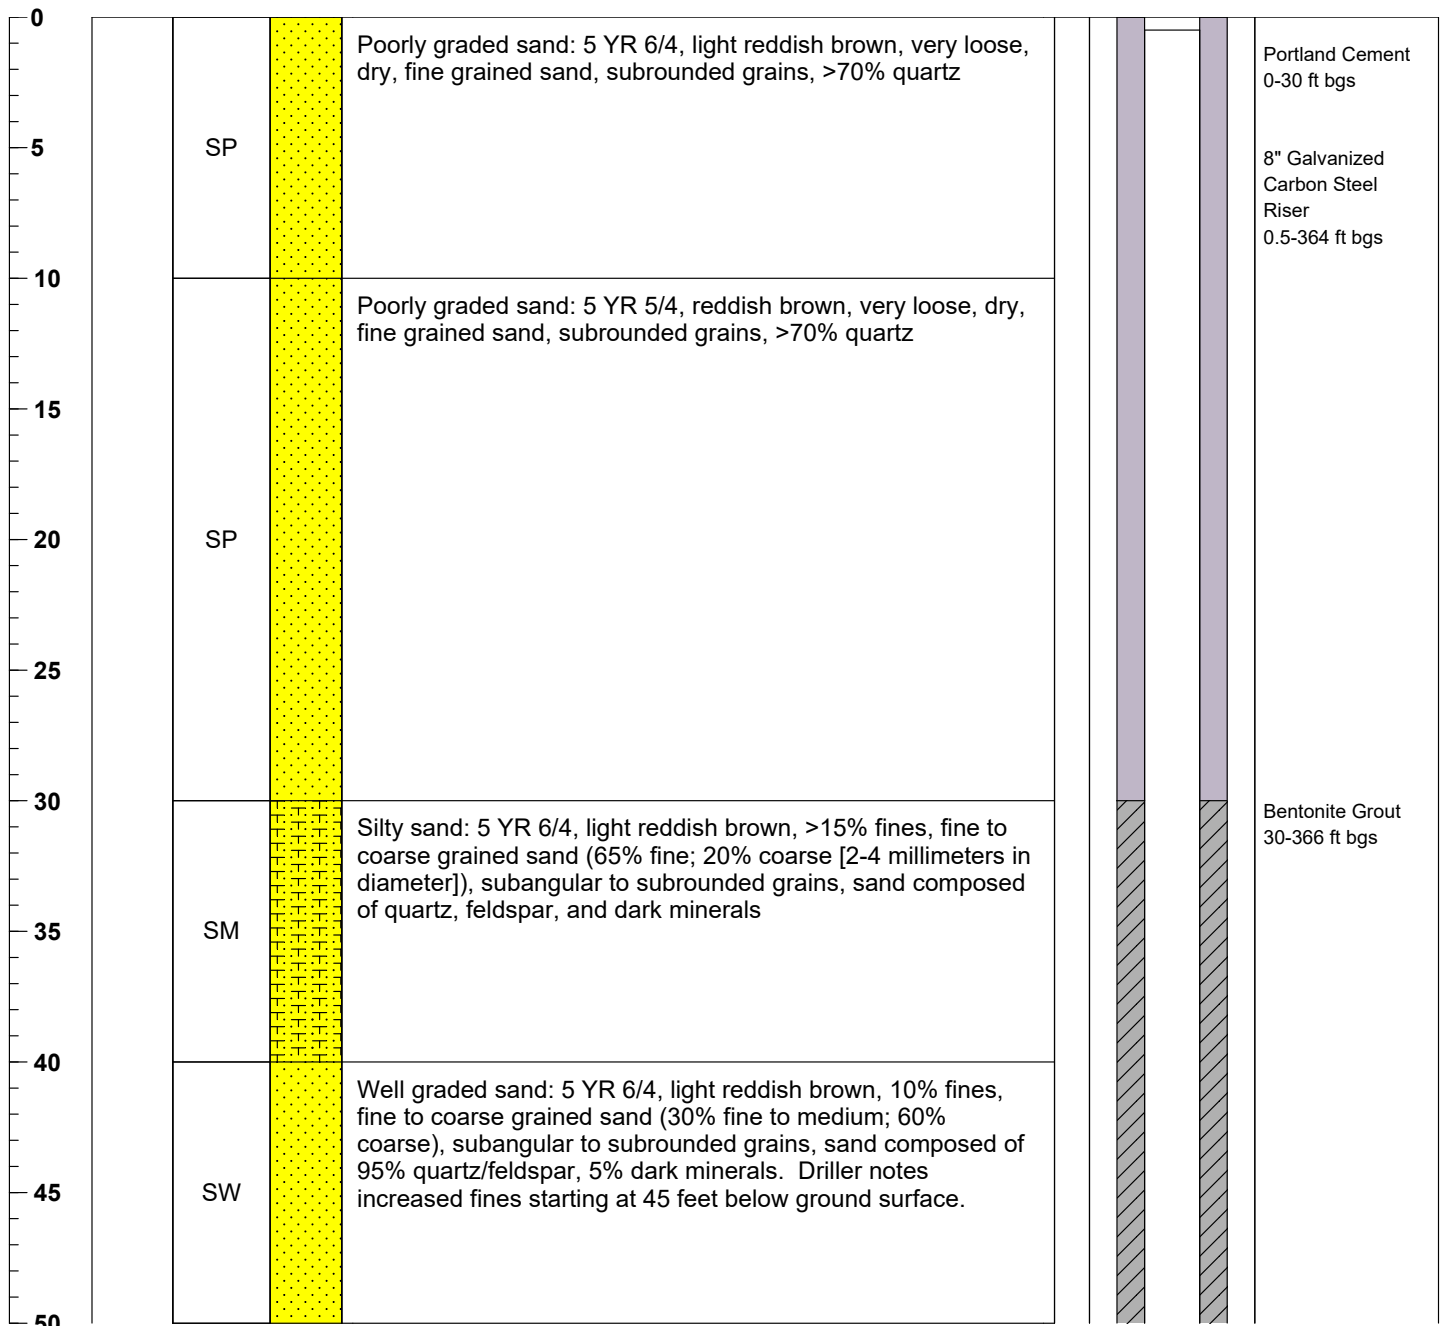 0
5
10
15
20
25
30
35
40
45
50
SP
Poorly graded sand: 5 YR 6/4, light reddish brown, very loose,
dry, fine grained sand, subrounded grains, >70% quartz
SP
Poorly graded sand: 5 YR 5/4, reddish brown, very loose, dry,
fine grained sand, subrounded grains, >70% quartz
SM
Silty sand: 5 YR 6/4, light reddish brown, >15% fines, fine to
coarse grained sand (65% fine; 20% coarse [2-4 millimeters in
diameter]), subangular to subrounded grains, sand composed
of quartz, feldspar, and dark minerals
SW
Well graded sand: 5 YR 6/4, light reddish brown, 10% fines,
fine to coarse grained sand (30% fine to medium; 60%
coarse), subangular to subrounded grains, sand composed of
95% quartz/feldspar, 5% dark minerals.  Driller notes
increased fines starting at 45 feet below ground surface.
Portland Cement
0-30 ft bgs
8" Galvanized
Carbon Steel
Riser
0.5-364 ft bgs
Bentonite Grout
30-366 ft bgs